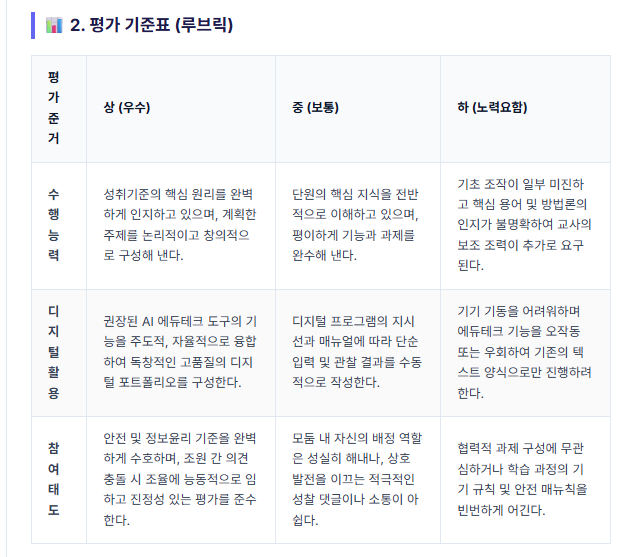 📊 2. 평가 기준표 (루브릭)
평
가
준
거
상 (우수)
중 (보통)
하 (노력요함)
수
행
능
력
성취기준의 핵심 원리를 완벽
하게 인지하고 있으며, 계획한
주제를 논리적이고 창의적으
로 구성해 낸다.
단원의 핵심 지식을 전반
적으로 이해하고 있으며,
평이하게 기능과 과제를
완수해 낸다.
기초 조작이 일부 미진하
고 핵심 용어 및 방법론의
인지가 불명확하여 교사의
보조 조력이 추가로 요구
된다.
디
지
털
활
용
권장된 AI 에듀테크 도구의 기
능을 주도적, 자율적으로 융합
하여 독창적인 고품질의 디지
털 포트폴리오를 구성한다.
디지털 프로그램의 지시
선과 매뉴얼에 따라 단순
입력 및 관찰 결과를 수동
적으로 작성한다.
기기 기동을 어려워하며
에듀테크 기능을 오작동
또는 우회하여 기존의 텍
스트 양식으로만 진행하려
한다.
참
여
태
도
안전 및 정보윤리 기준을 완벽
하게 수호하며, 조원 간 의견
충돌 시 조율에 능동적으로 임
하고 진정성 있는 평가를 준수
한다.
모둠 내 자신의 배정 역할
은 성실히 해내나, 상호
발전을 이끄는 적극적인
성찰 댓글이나 소통이 아
쉽다.
협력적 과제 구성에 무관
심하거나 학습 과정의 기
기 규칙 및 안전 매뉴칙을
빈번하게 어긴다.